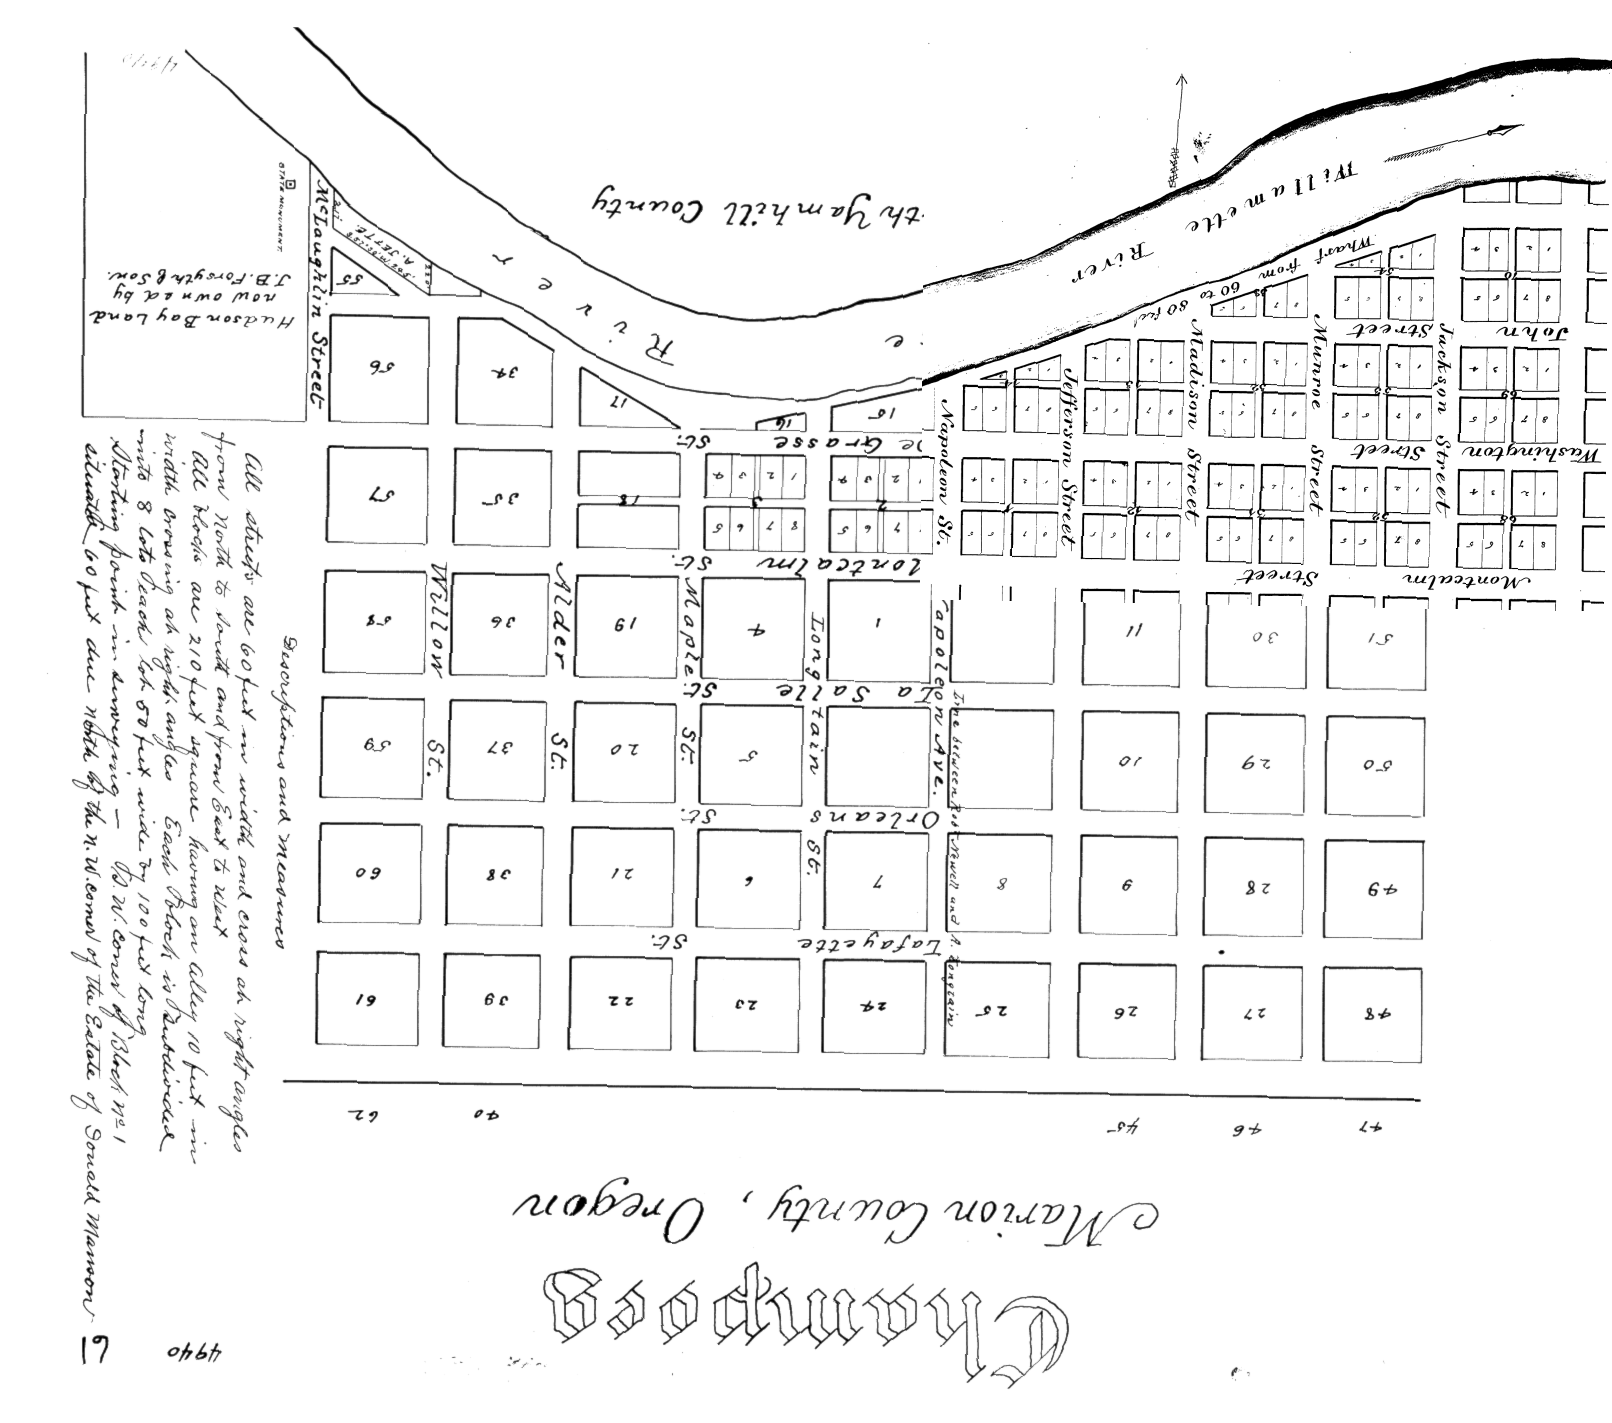 Champoeg
Marion County, Oregon
4940
61
Descriptions and Measures
All streets are 60 feet in width and cross at right angles
from North to South and from East to West
All blocks are 210 feet square having an alley 10 feet in
width crossing at right angles Each Block is Subdivided
into 8 lots each lot 50 feet wide by 100 feet long
Starting point in surveying — S.W. corner of Block No 1
situated 60 feet due north of the N.W. corner of the Estate of Donald Manson
47
46
45
40
62
48
27
26
25
24
23
22
39
61
Lafayette St.
49
28
9
8
7
6
21
38
60
Orleans St.
50
29
10
5
20
37
59
La Salle St.
51
30
11
1
4
19
36
58
Line between Robt Newell and A. Longtain
Napoleon Ave.
Longtain St.
Maple St.
Alder St.
Willow St.
Montcalm Street
Montcalm St.
2
3
18
35
57
De Grasse St.
15
16
17
34
56
55
Washington Street
John Street
Jackson Street
Munroe Street
Madison Street
Jefferson Street
Napoleon St.
McLaughlin Street
Wharf from 60 to 80 feet
A. JETTE
Hudson Bay Land
now owned by
J.B. Forsyth & Son.
STATE MONUMENT
Willamette River
River
th Yamhill County
4940